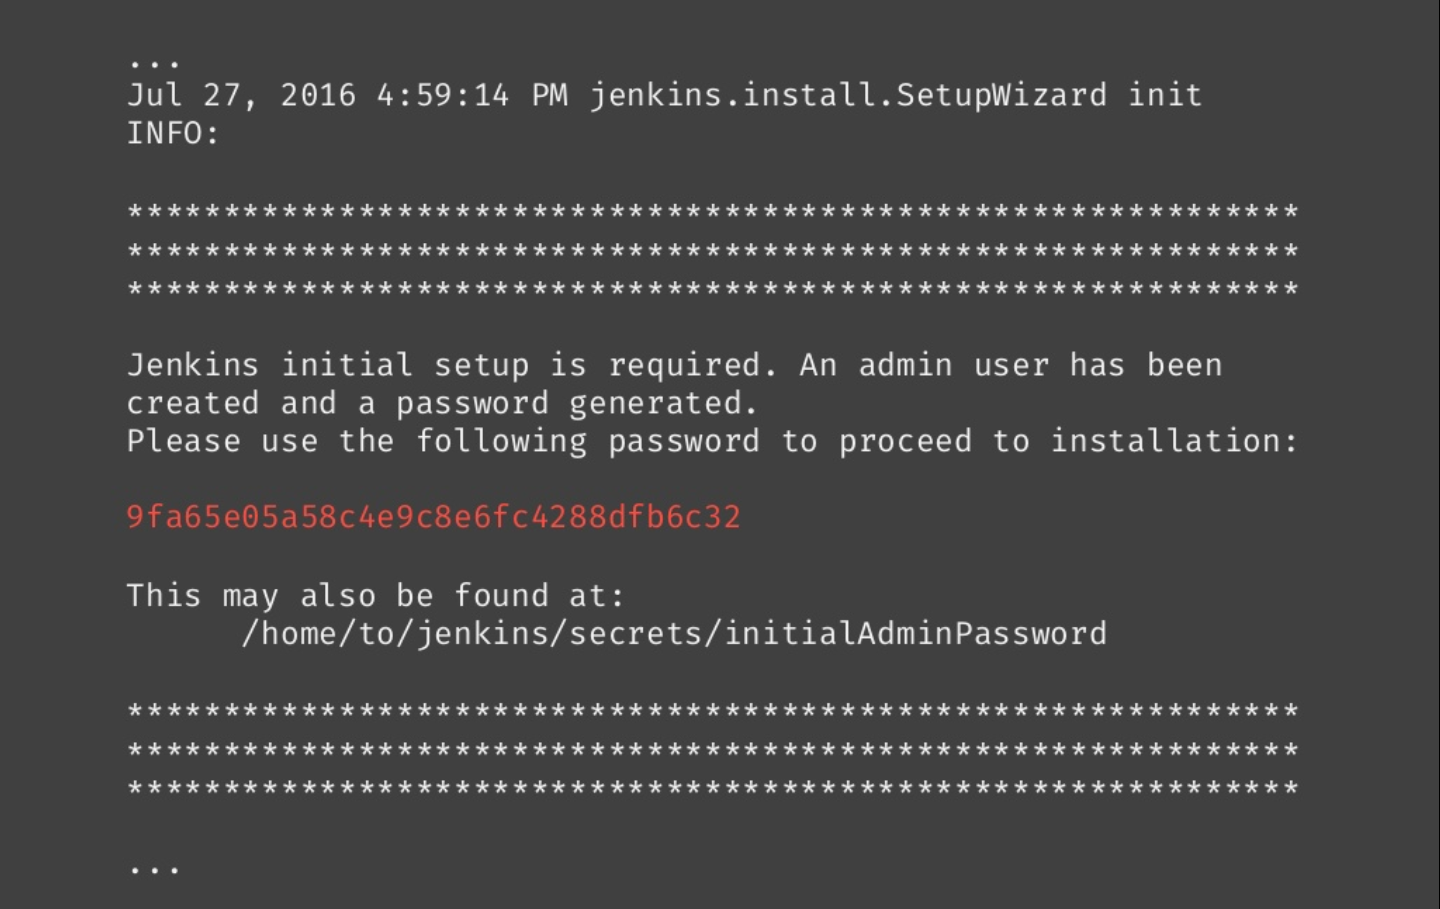 ...
Jul 27, 2016 4:59:14 PM jenkins.install.SetupWizard init
INFO:
*************************************************************
*************************************************************
*************************************************************
Jenkins initial setup is required. An admin user has been
created and a password generated.
Please use the following password to proceed to installation:
9fa65e05a58c4e9c8e6fc4288dfb6c32
This may also be found at:
/home/to/jenkins/secrets/initialAdminPassword
*************************************************************
*************************************************************
*************************************************************
...